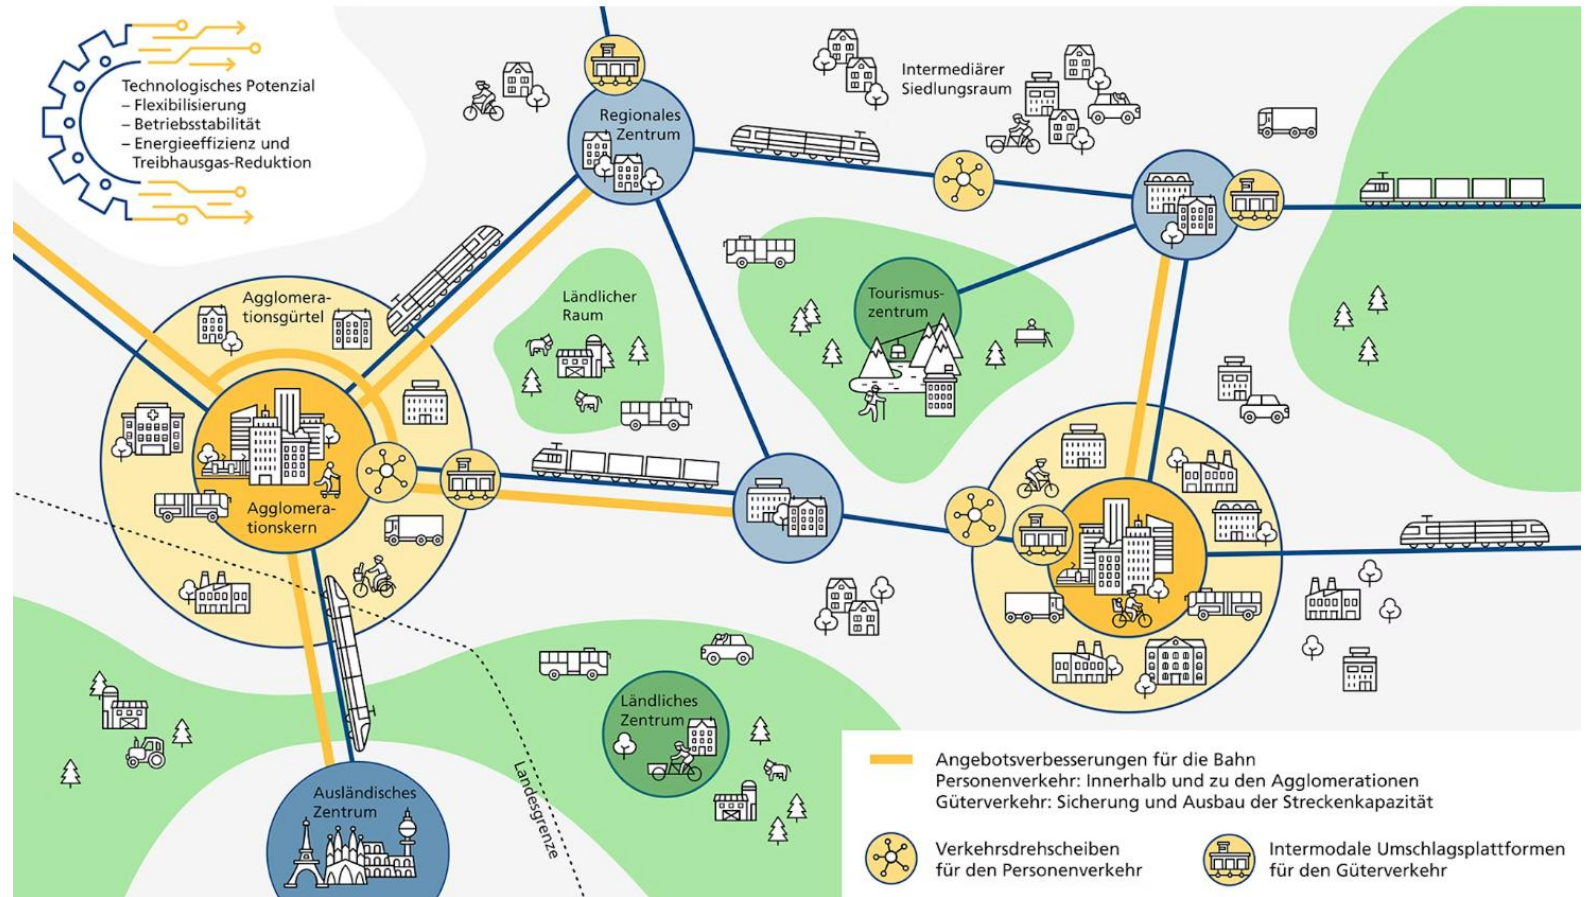 Technologisches Potenzial
– Flexibilisierung
– Betriebsstabilität
– Energieeffizienz und
Treibhausgas-Reduktion
Regionales
Zentrum
Intermediärer
Siedlungsraum
Agglomera-
tionsgürtel
Ländlicher
Raum
Tourismus-
zentrum
Agglomera-
tionskern
Ländliches
Zentrum
Landesgrenze
Ausländisches
Zentrum
Angebotsverbesserungen für die Bahn
Personenverkehr: Innerhalb und zu den Agglomerationen
Güterverkehr: Sicherung und Ausbau der Streckenkapazität
Verkehrsdrehscheiben
für den Personenverkehr
Intermodale Umschlagsplattformen
für den Güterverkehr